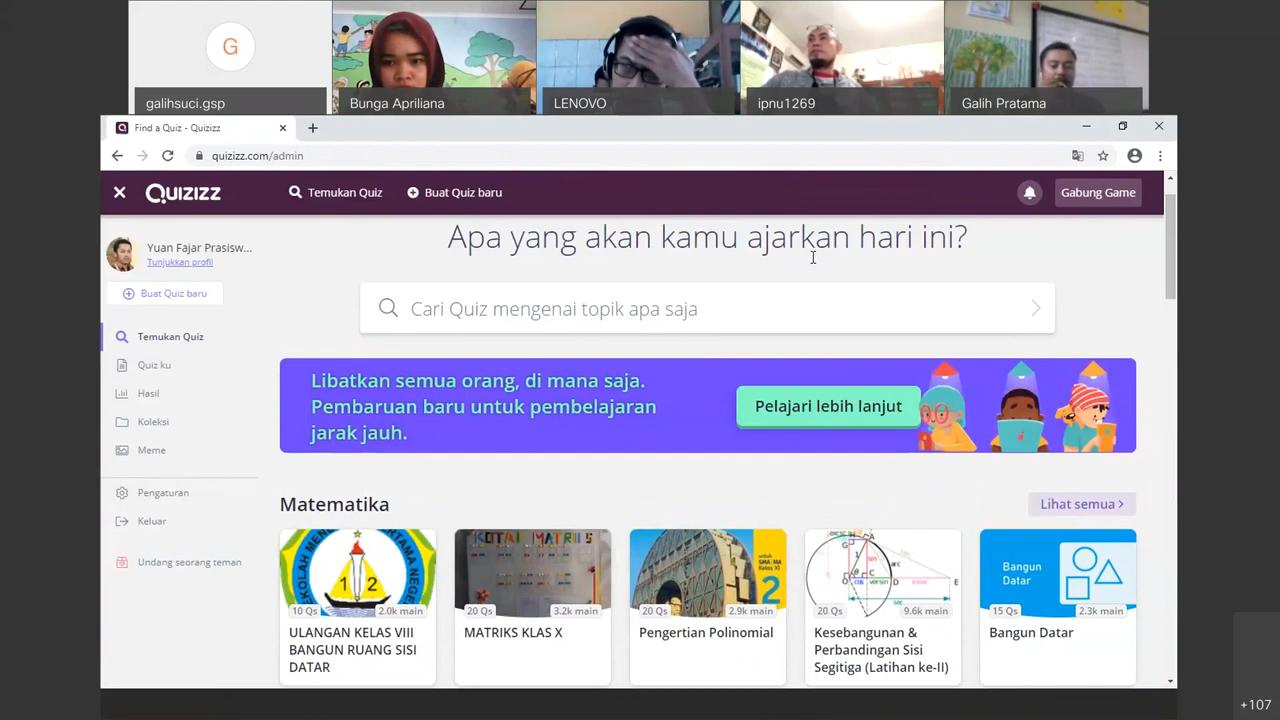 G
galihsuci.gsp
Bunga Apriliana
LENOVO
ipnu1269
Galih Pratama
Find a Quiz - Quizizz
quizizz.com/admin
Quizizz
Temukan Quiz
Buat Quiz baru
Gabung Game
Yuan Fajar Prasisw...
Tunjukkan profil
Buat Quiz baru
Temukan Quiz
Quiz ku
Hasil
Koleksi
Meme
Pengaturan
Keluar
Undang seorang teman
Apa yang akan kamu ajarkan hari ini?
Cari Quiz mengenai topik apa saja
Libatkan semua orang, di mana saja.
Pembaruan baru untuk pembelajaran
jarak jauh.
Pelajari lebih lanjut
Matematika
Lihat semua
1 2
10 Qs
2.0k main
ULANGAN KELAS VIII
BANGUN RUANG SISI
DATAR
20 Qs
3.2k main
MATRIKS KLAS X
2
20 Qs
2.9k main
Pengertian Polinomial
20 Qs
9.6k main
Kesebangunan &
Perbandingan Sisi
Segitiga (Latihan ke-II)
Bangun
Datar
15 Qs
2.3k main
Bangun Datar
+107